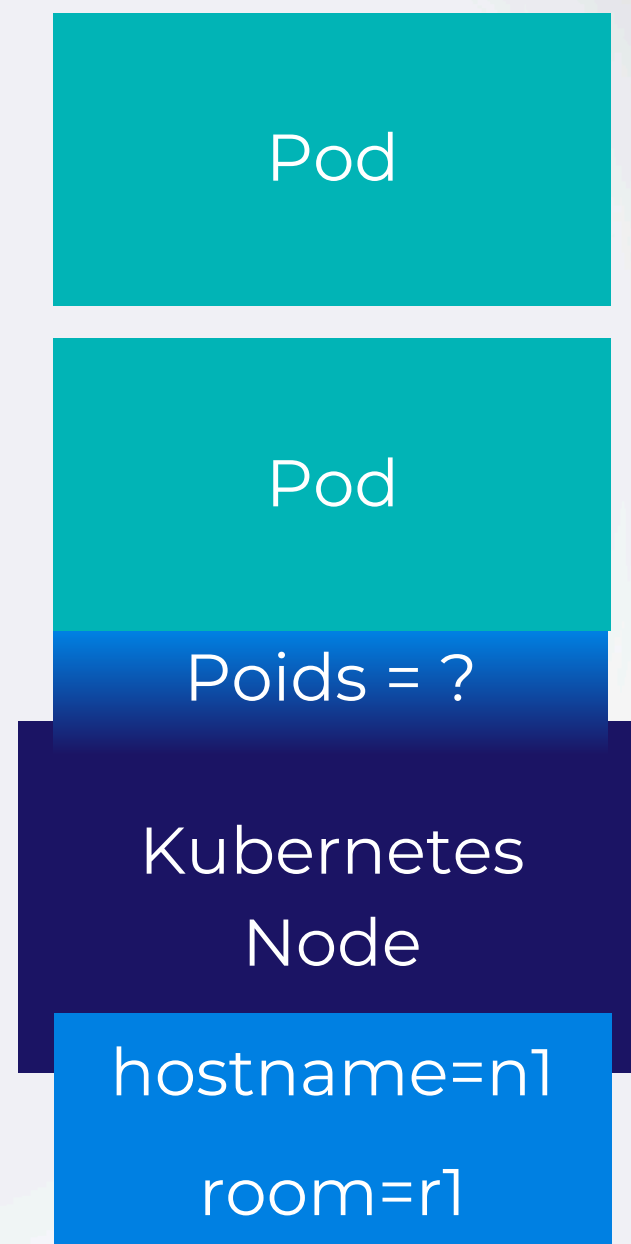 Pod
Pod
Poids = ?
Kubernetes
Node
hostname=n1
room=r1